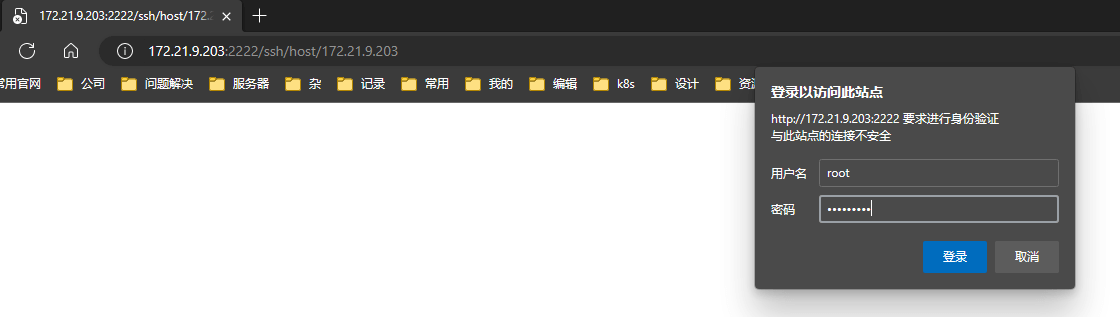 172.21.9.203:2222/ssh/host/172.2
172.21.9.203:2222/ssh/host/172.21.9.203
常用官网 公司 问题解决 服务器 杂 记录 常用 我的 编辑 k8s 设计
登录以访问此站点
http://172.21.9.203:2222 要求进行身份验证
与此站点的连接不安全
用户名 root
密码 •••••••••
登录 取消